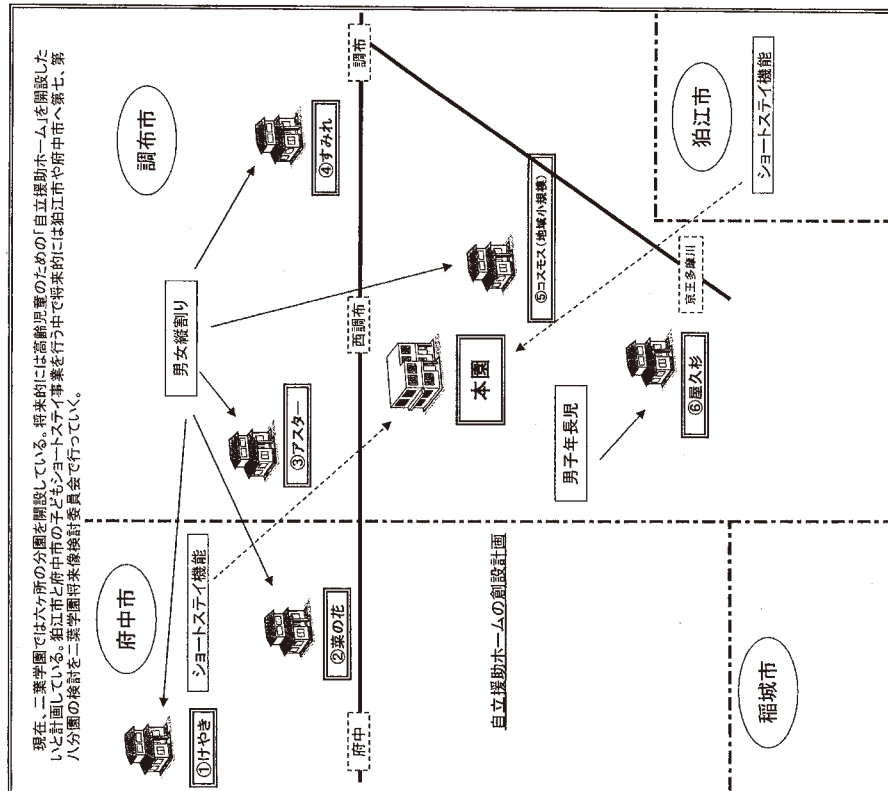 現在、二葉学園では六ヶ所の分園を開設している。将来的には高齢児童のための「自立援助ホーム」を開設した
いと計画している。狛江市と府中市の子どもショートステイ事業を行う中で将来的には狛江市や府中市へ第七、第
八分園の検討を二葉学園将来像検討委員会で行っていく。
府中市
調布市
男女縦割り
①けやき
ショートステイ機能
②菜の花
③アスター
④すみれ
府中
西調布
調布
本園
⑤コスモス(地域小規模)
自立援助ホームの創設計画
男子年長児
⑥屋久杉
京王多摩川
狛江市
ショートステイ機能
稲城市